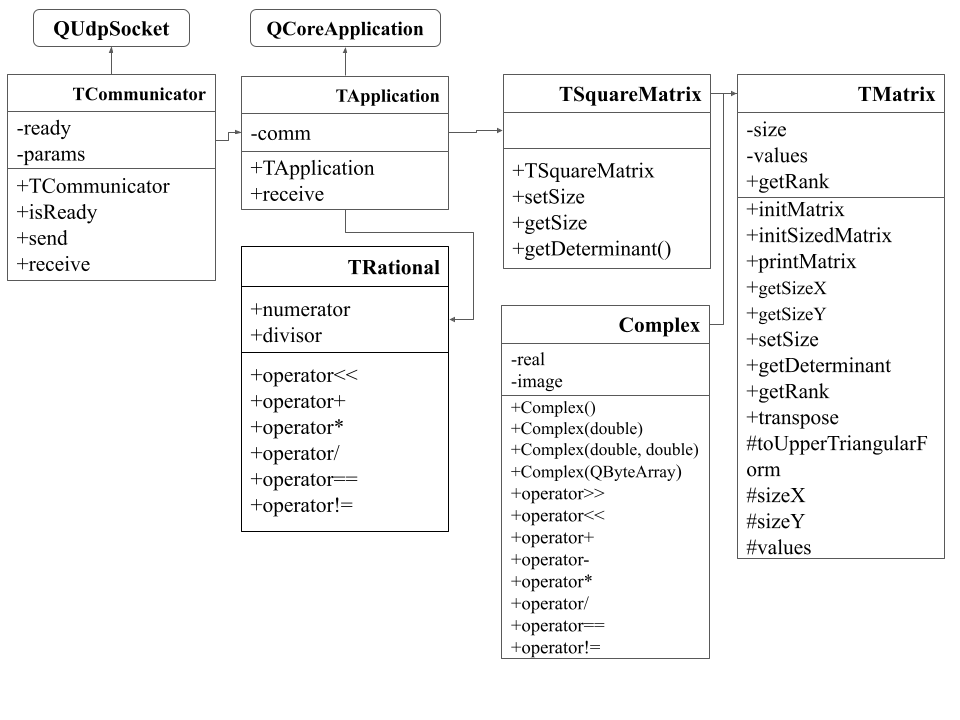 QUdpSocket
QCoreApplication
TCommunicator
-ready
-params
+TCommunicator
+isReady
+send
+receive
TApplication
-comm
+TApplication
+receive
TSquareMatrix
+TSquareMatrix
+setSize
+getSize
+getDeterminant()
TMatrix
-size
-values
+getRank
+initMatrix
+initSizedMatrix
+printMatrix
+getSizeX
+getSizeY
+setSize
+getDeterminant
+getRank
+transpose
#toUpperTriangularF
orm
#sizeX
#sizeY
#values
TRational
+numerator
+divisor
+operator<<
+operator+
+operator*
+operator/
+operator==
+operator!=
Complex
-real
-image
+Complex()
+Complex(double)
+Complex(double, double)
+Complex(QByteArray)
+operator>>
+operator<<
+operator+
+operator-
+operator*
+operator/
+operator==
+operator!=